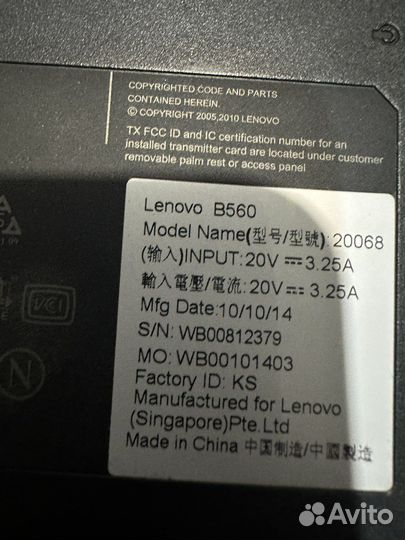 COPYRIGHTED CODE AND PARTS
CONTAINED HEREIN.
© COPYRIGHT 2005,2010 LENOVO
TX FCC ID and IC certification number for an
installed transmitter card are located under customer
removable palm rest or access panel
Lenovo B560
Model Name(型号/型號):20068
(输入)INPUT:20V ⎓ 3.25A
輸入電壓/電流:20V ⎓ 3.25A
Mfg Date:10/10/14
S/N: WB00812379
MO: WB00101403
Factory ID: KS
Manufactured for Lenovo
(Singapore)Pte.Ltd
Made in China 中国制造/中國製造
N
Avito